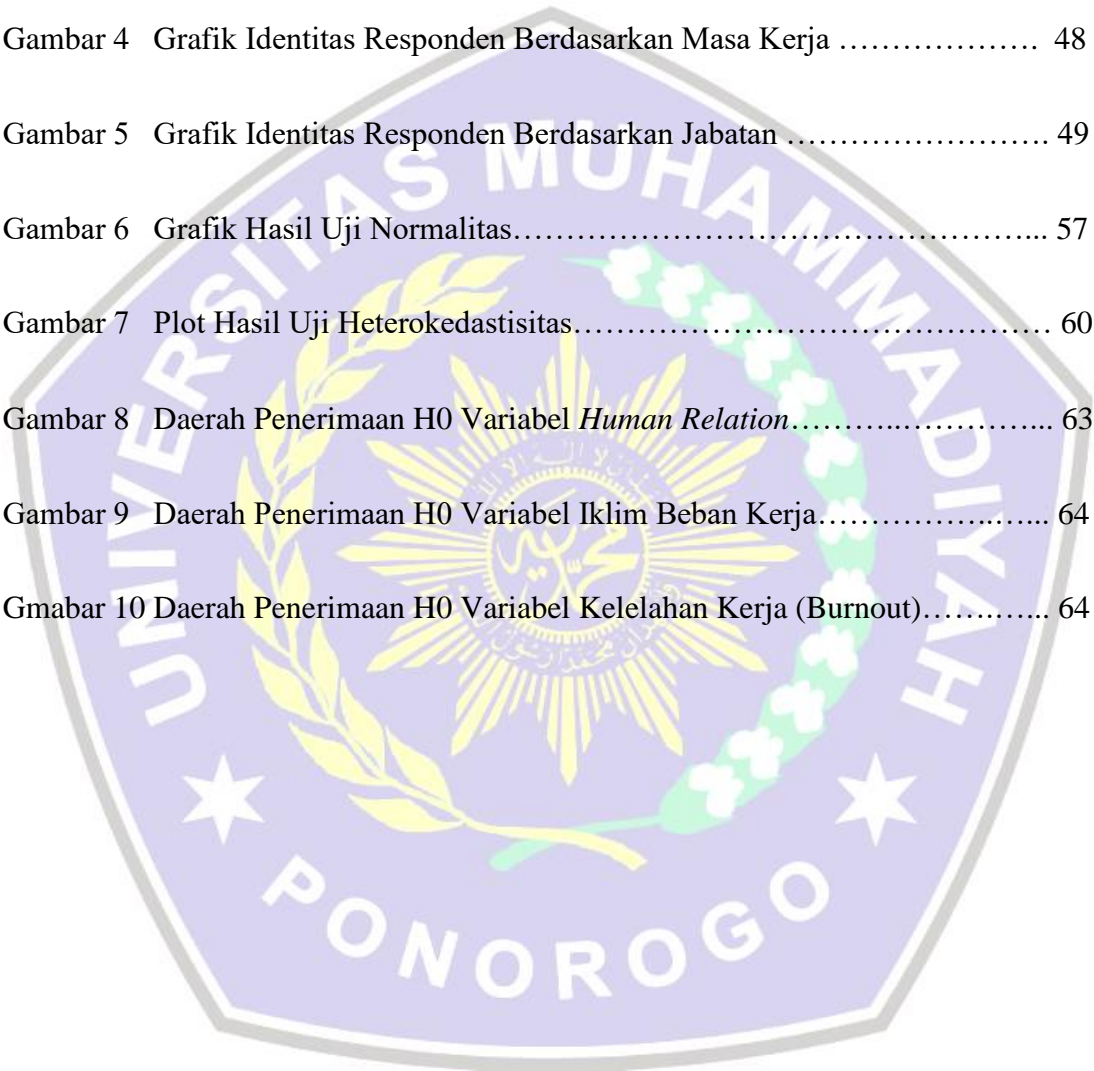 Gambar 4 Grafik Identitas Responden Berdasarkan Masa Kerja ………………. 48
Gambar 5 Grafik Identitas Responden Berdasarkan Jabatan ……………………. 49
Gambar 6 Grafik Hasil Uji Normalitas…………………………………………... 57
Gambar 7 Plot Hasil Uji Heterokedastisitas……………………………………… 60
Gambar 8 Daerah Penerimaan H0 Variabel Human Relation………..…………... 63
Gambar 9 Daerah Penerimaan H0 Variabel Iklim Beban Kerja…………….…... 64
Gmabar 10 Daerah Penerimaan H0 Variabel Kelelahan Kerja (Burnout)……….. 64
UNIVERSITAS MUHAMMADIYAH
PONOROGO